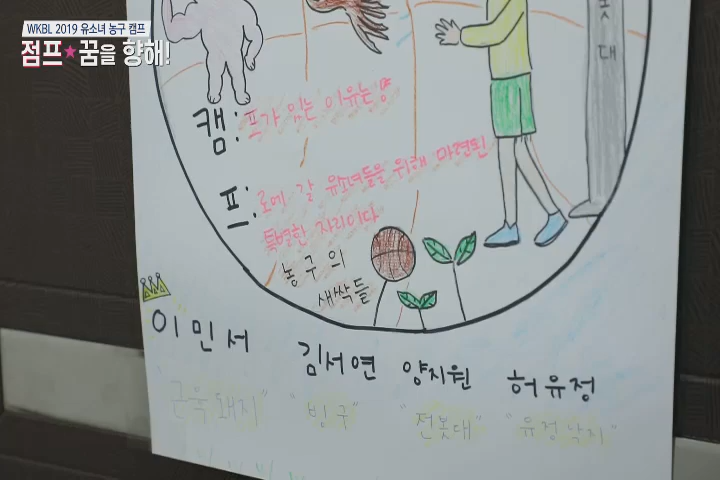 WKBL 2019 유소녀 농구 캠프
점프★꿈을 향해!
줏대
캠: 프가 있는 이유는 명
프: 로에 갈 유소녀들을 위해 마련된
특별한 자리이다
농구의
새싹들
이민서 김서연 양지원 허유정
"근육돼지" "빙구" "전봇대" "유정낙지"